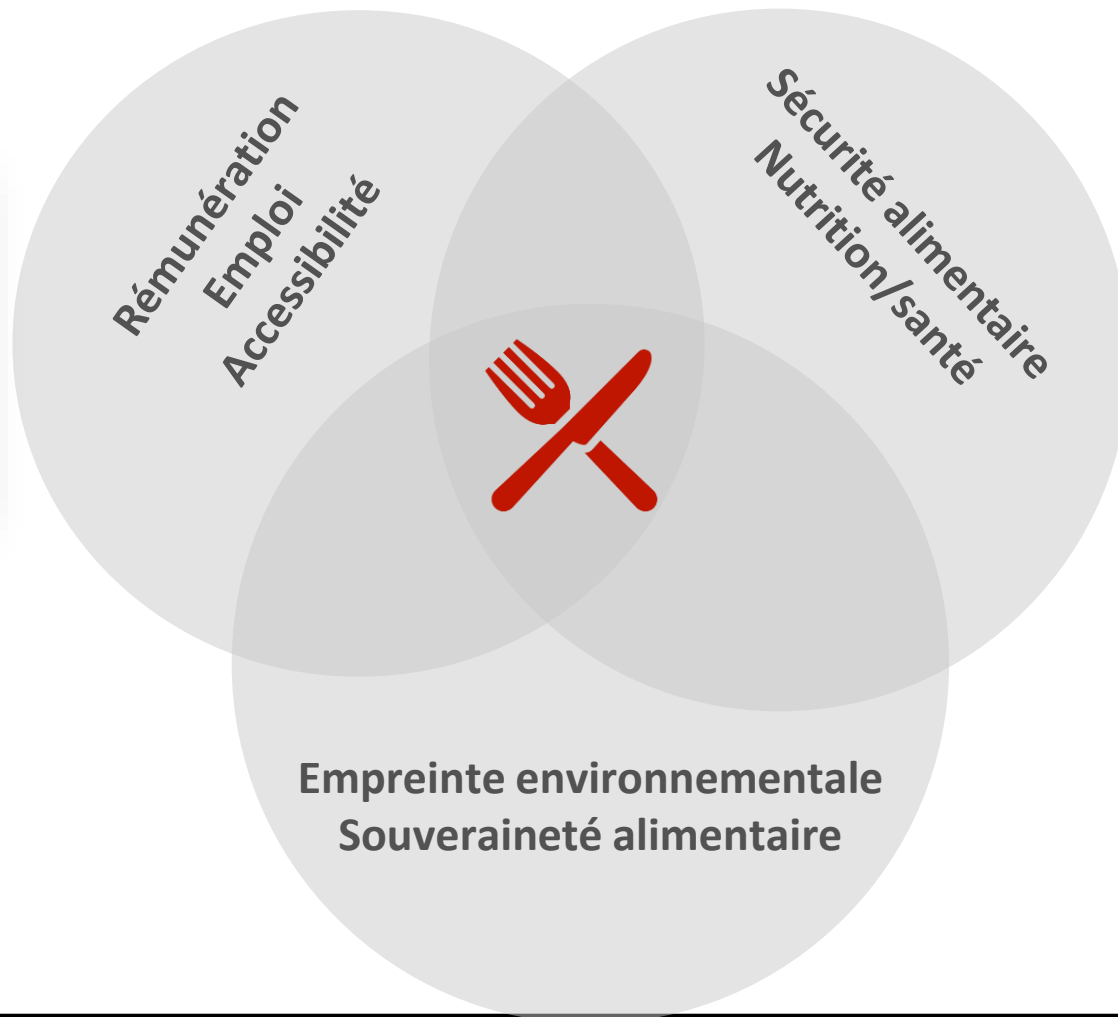 Rémunération
Emploi
Accessibilité
Sécurité alimentaire
Nutrition/santé
Empreinte environnementale
Souveraineté alimentaire